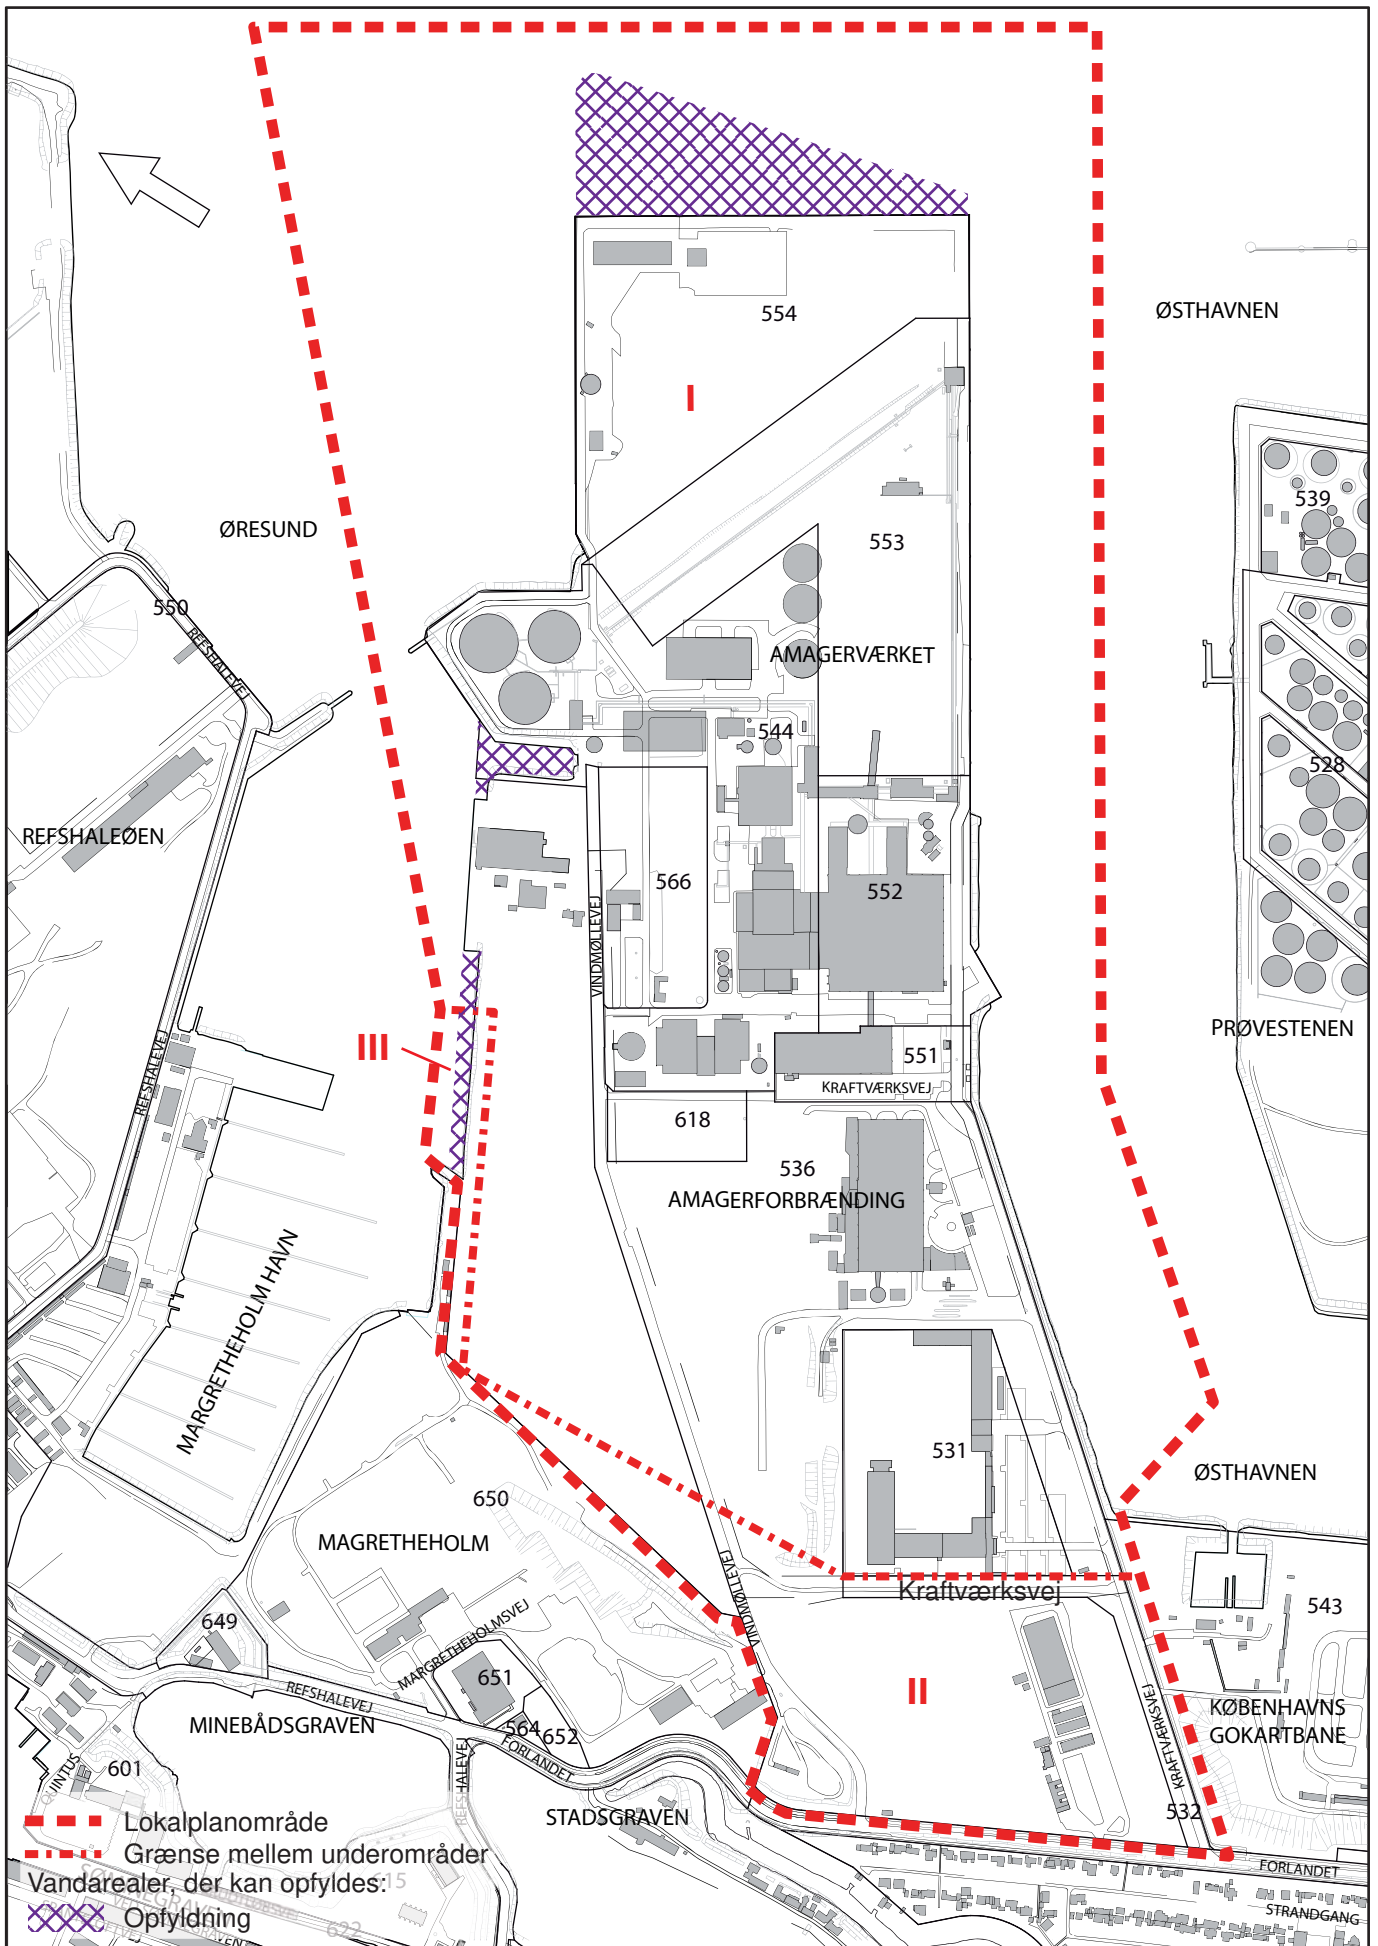 ØSTHAVNEN
554
I
539
ØRESUND
553
550
REFSHALEVEJ
AMAGERVÆRKET
544
528
REFSHALEØEN
566
552
VINDMØLLEVEJ
PRØVESTENEN
III
551
REFSHALEVEJ
KRAFTVÆRKSVEJ
618
536
AMAGERFORBRÆNDING
MARGRETHEHOLM HAVN
531
ØSTHAVNEN
650
MAGRETHEHOLM
VINDMØLLEVEJ
Kraftværksvej
543
649
MARGRETHEHOLMSVEJ
651
II
REFSHALEVEJ
KRAFTVÆRKSVEJ
KØBENHAVNS
GOKARTBANE
MINEBÅDSGRAVEN
564
652
FORLANDET
REFSHALEVEJ
QUINTUS
601
STADSGRAVEN
532
Lokalplanområde
Grænse mellem underområder
FORLANDET
Vandarealer, der kan opfyldes:
615
STRANDGANG
Opfyldning
622